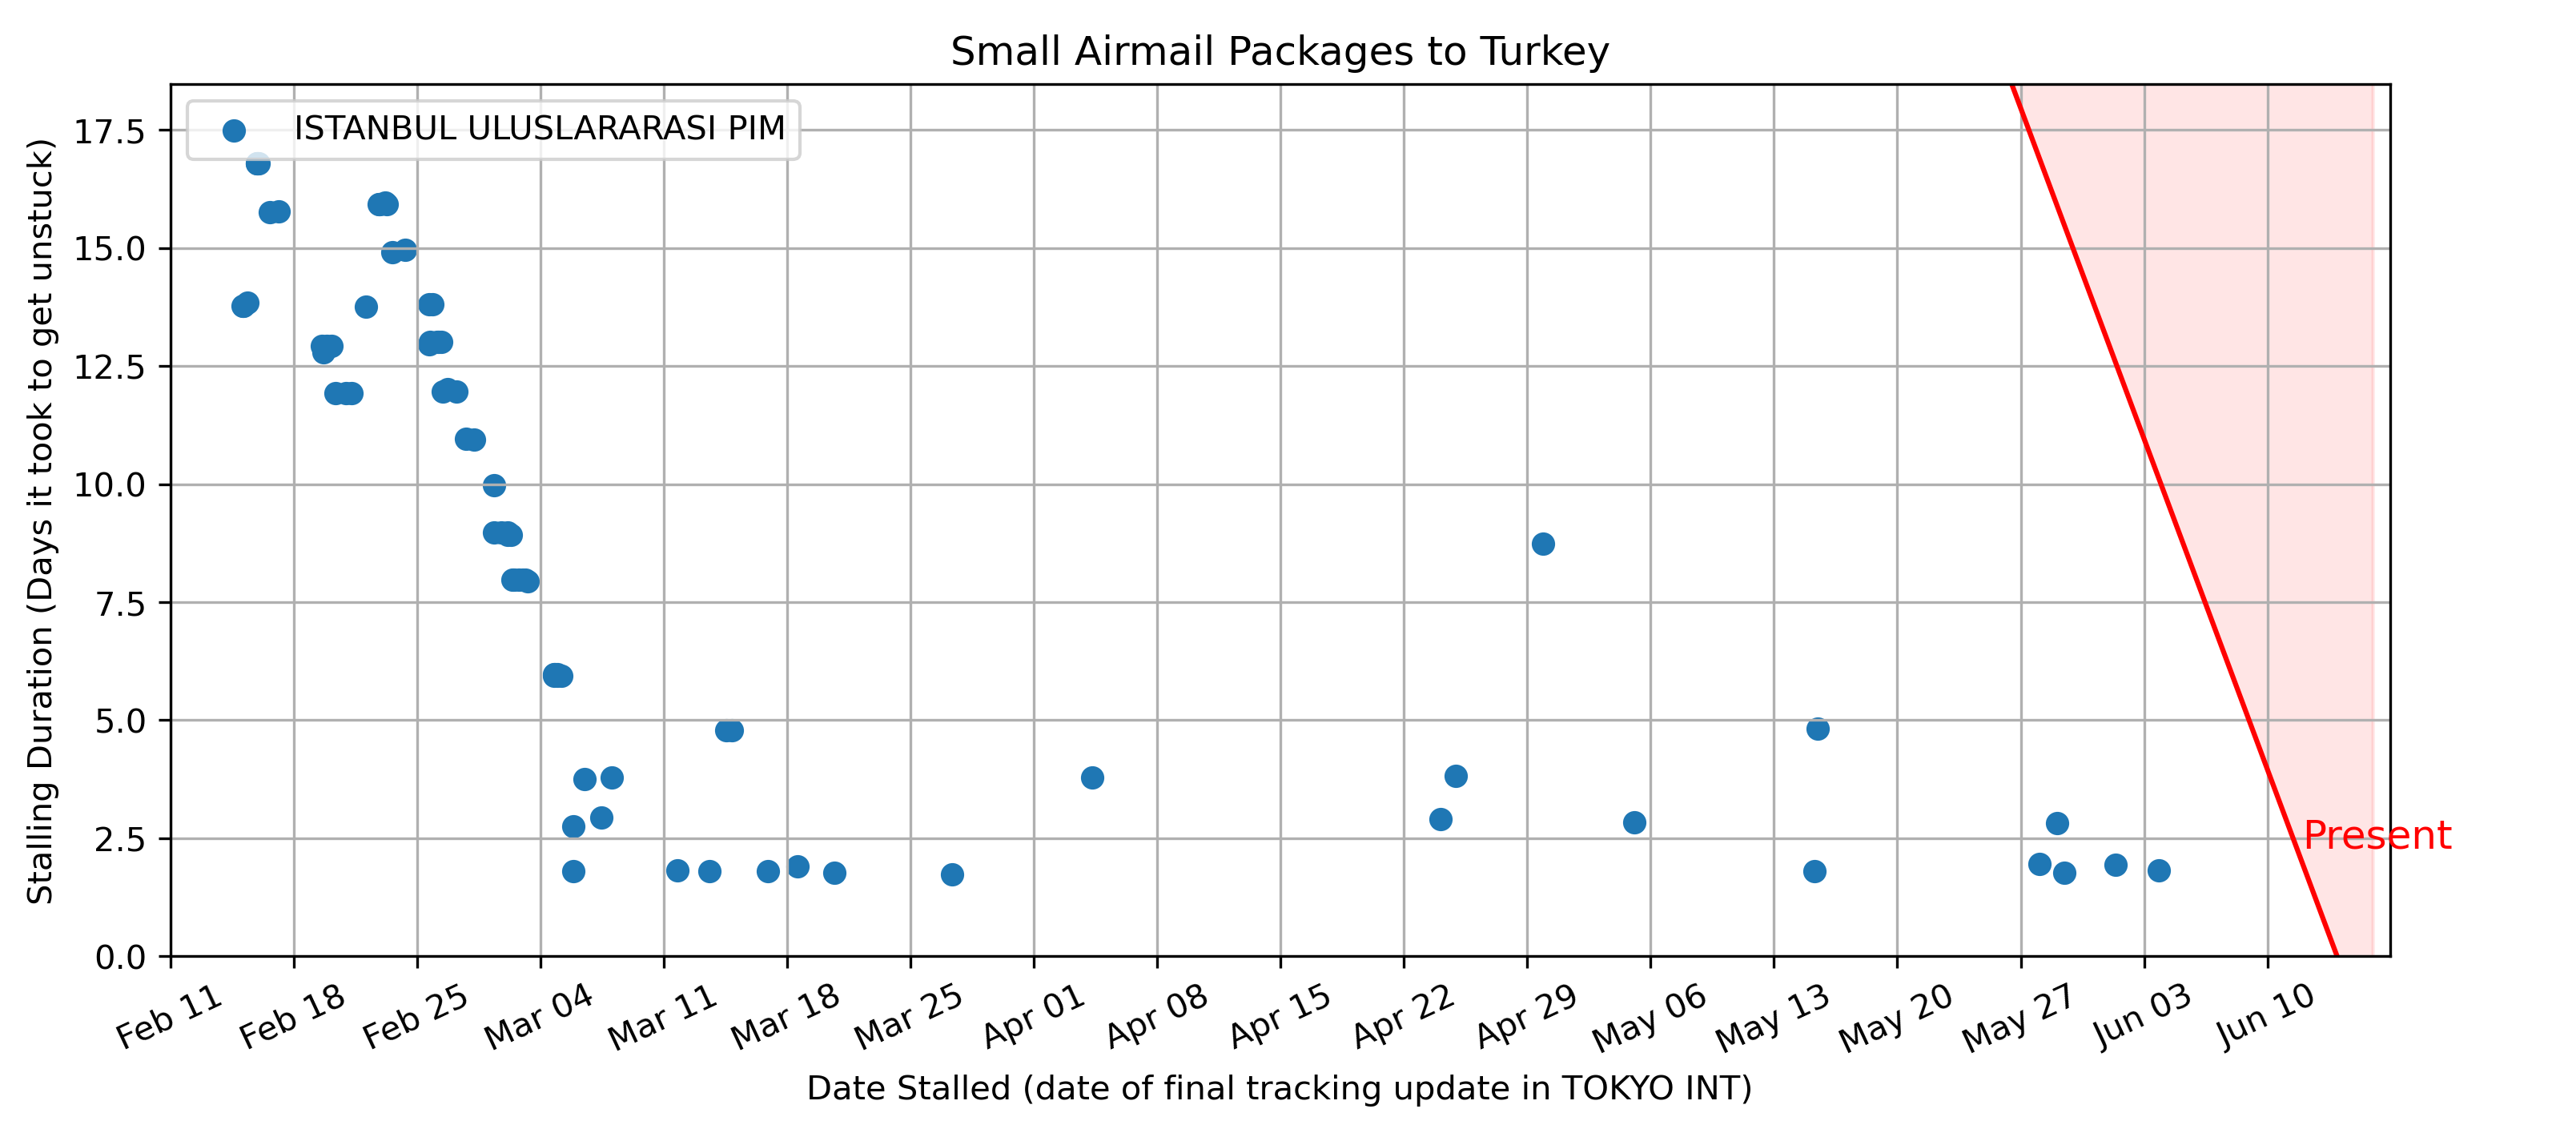 Small Airmail Packages to Turkey
ISTANBUL ULUSLARARASI PIM
Stalling Duration (Days it took to get unstuck)
17.5
15.0
12.5
10.0
7.5
5.0
2.5
0.0
Present
Feb 11
Feb 18
Feb 25
Mar 04
Mar 11
Mar 18
Mar 25
Apr 01
Apr 08
Apr 15
Apr 22
Apr 29
May 06
May 13
May 20
May 27
Jun 03
Jun 10
Date Stalled (date of final tracking update in TOKYO INT)